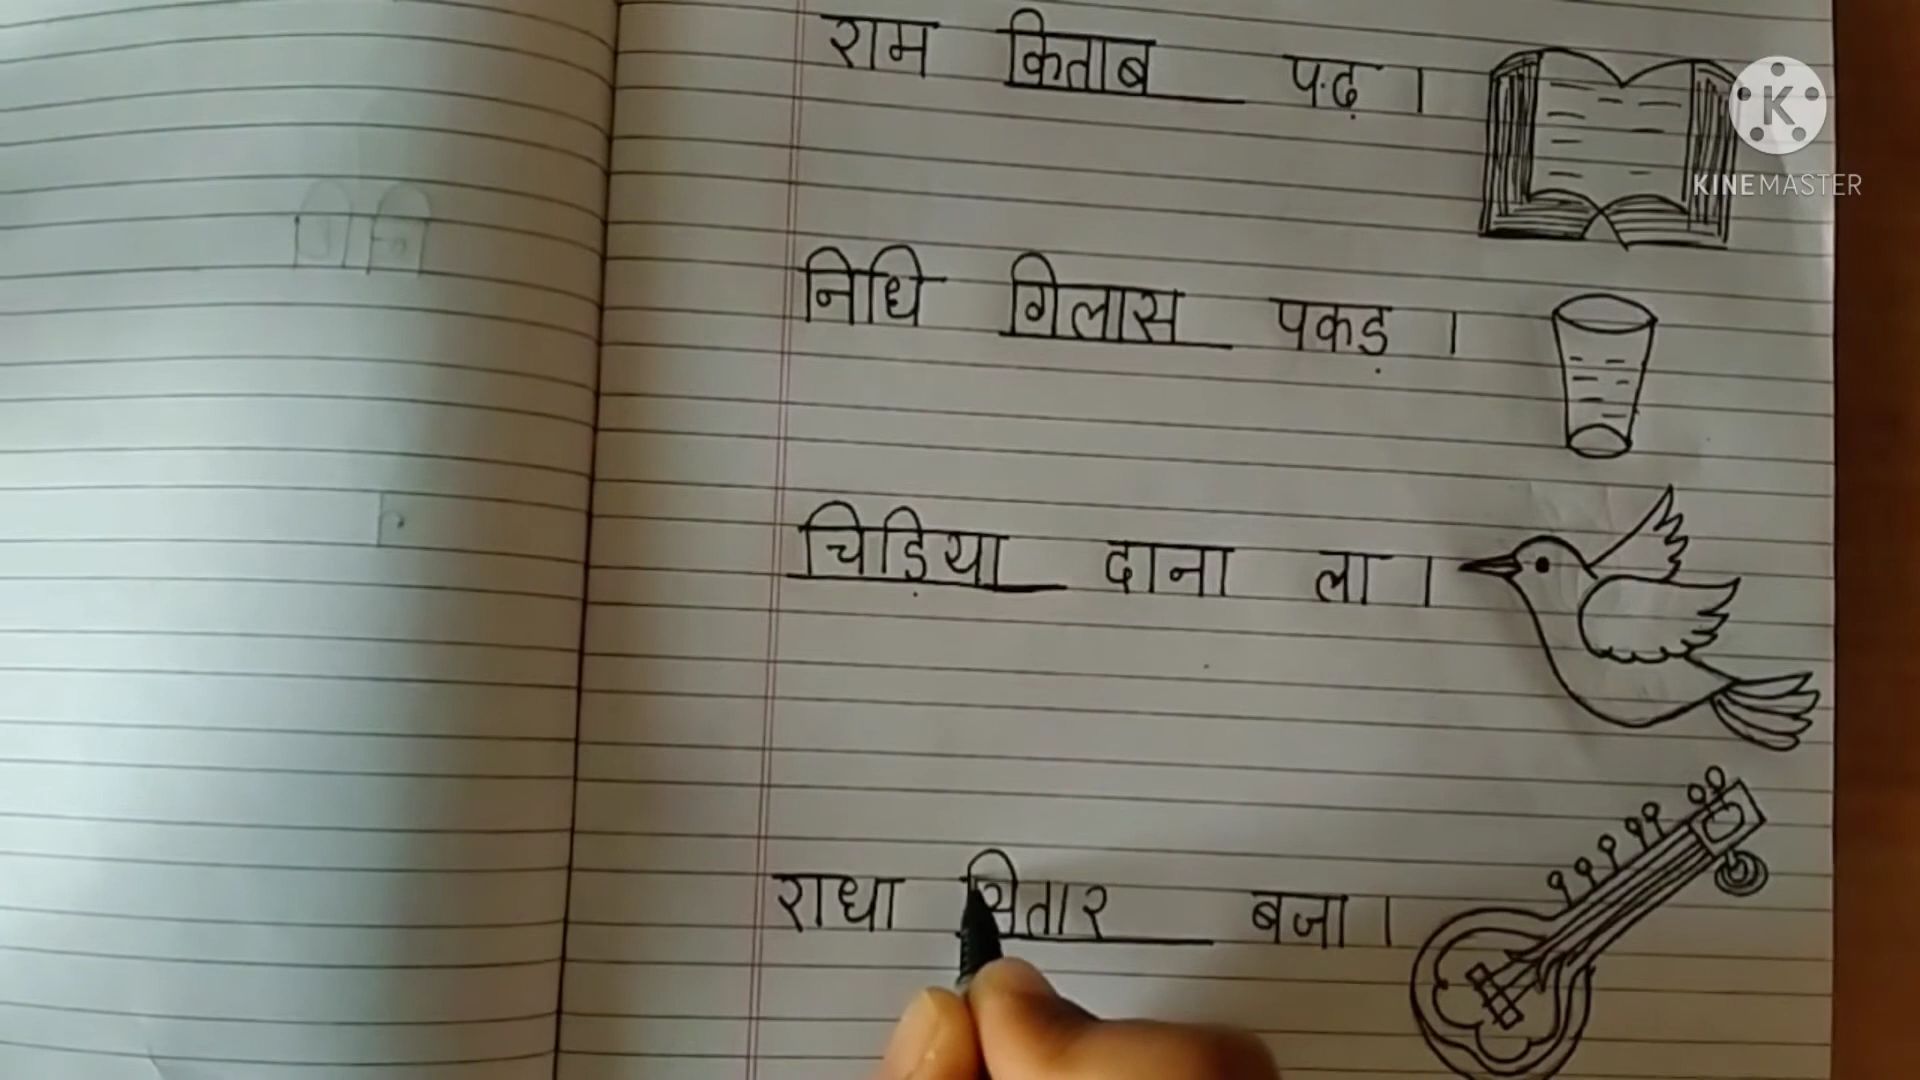 राम किताब पढ़ ।
KINEMASTER
निधि गिलास पकड़ ।
चिड़िया दाना ला ।
राधा सितार बजा ।